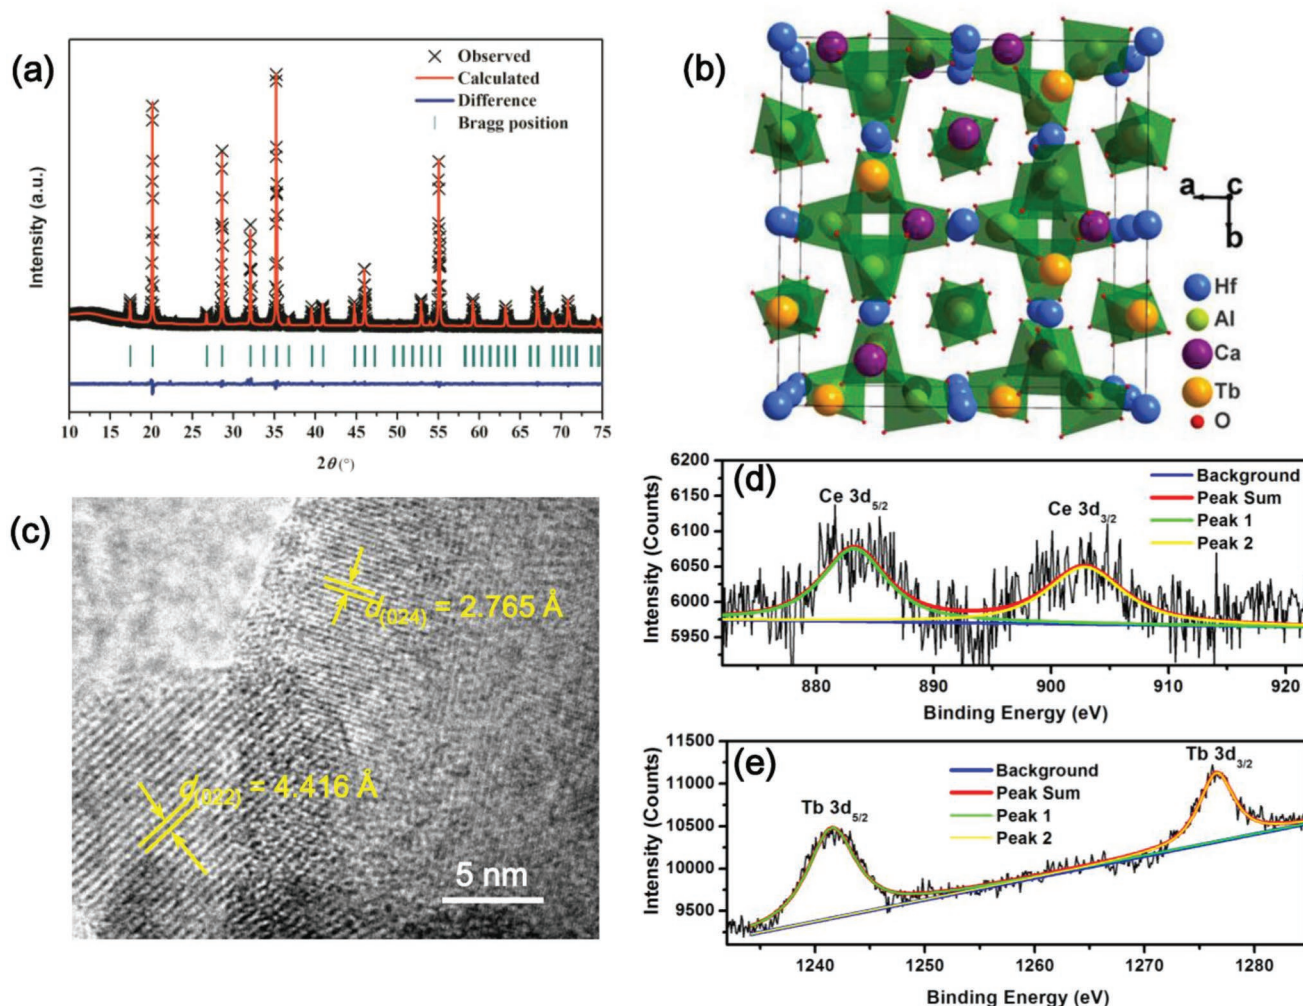 (a)
Observed
Calculated
Difference
Bragg position
Intensity (a.u.)
10 15 20 25 30 35 40 45 50 55 60 65 70 75
2θ (°)
(b)
a c
b
Hf
Al
Ca
Tb
O
(c)
d(024) = 2.765 Å
d(022) = 4.416 Å
5 nm
(d)
Ce 3d5/2
Ce 3d3/2
Background
Peak Sum
Peak 1
Peak 2
6200
6150
6100
6050
6000
5950
Intensity (Counts)
880 890 900 910 920
Binding Energy (eV)
(e)
Tb 3d5/2
Tb 3d3/2
Background
Peak Sum
Peak 1
Peak 2
11500
11000
10500
10000
9500
Intensity (Counts)
1240 1250 1260 1270 1280
Binding Energy (eV)